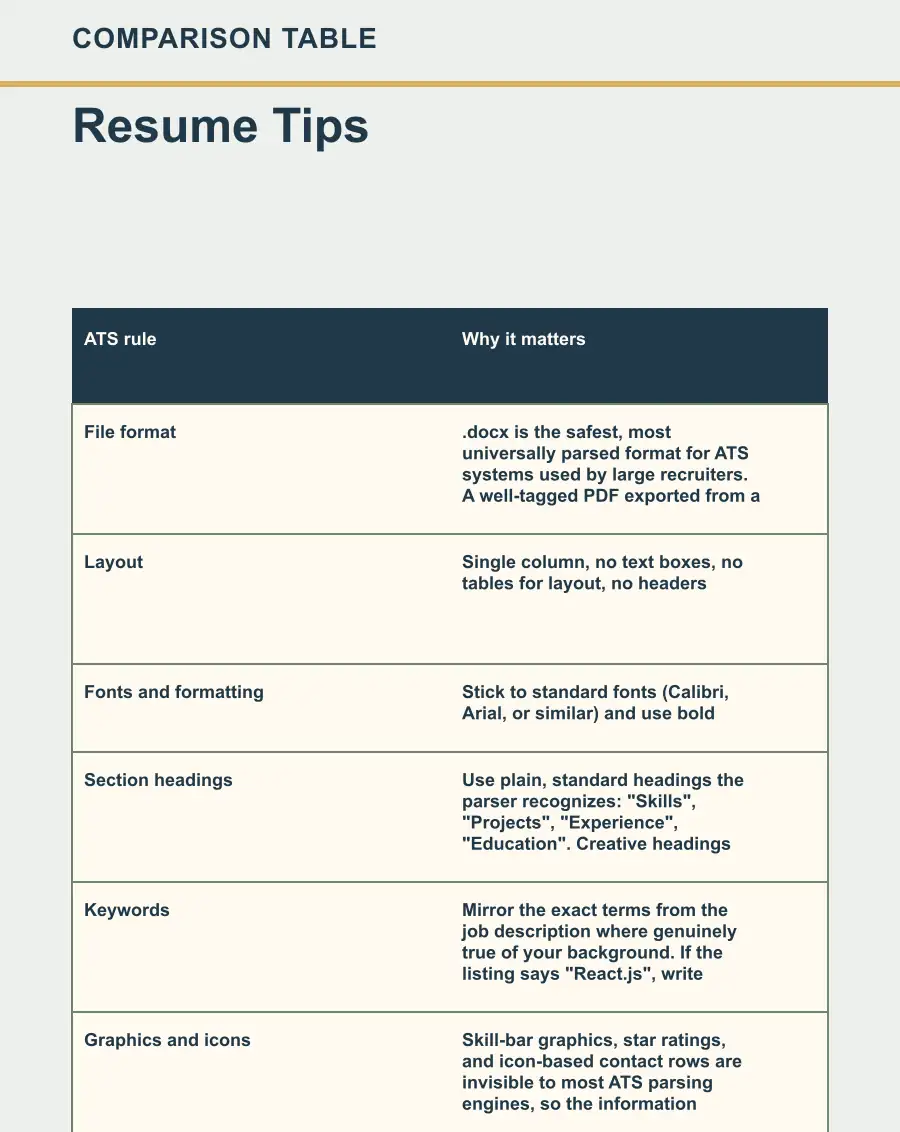 COMPARISON TABLE
Resume Tips
ATS rule
Why it matters
File format
.docx is the safest, most
universally parsed format for ATS
systems used by large recruiters.
A well-tagged PDF exported from a
Layout
Single column, no text boxes, no
tables for layout, no headers
Fonts and formatting
Stick to standard fonts (Calibri,
Arial, or similar) and use bold
Section headings
Use plain, standard headings the
parser recognizes: "Skills",
"Projects", "Experience",
"Education". Creative headings
Keywords
Mirror the exact terms from the
job description where genuinely
true of your background. If the
listing says "React.js", write
Graphics and icons
Skill-bar graphics, star ratings,
and icon-based contact rows are
invisible to most ATS parsing
engines, so the information